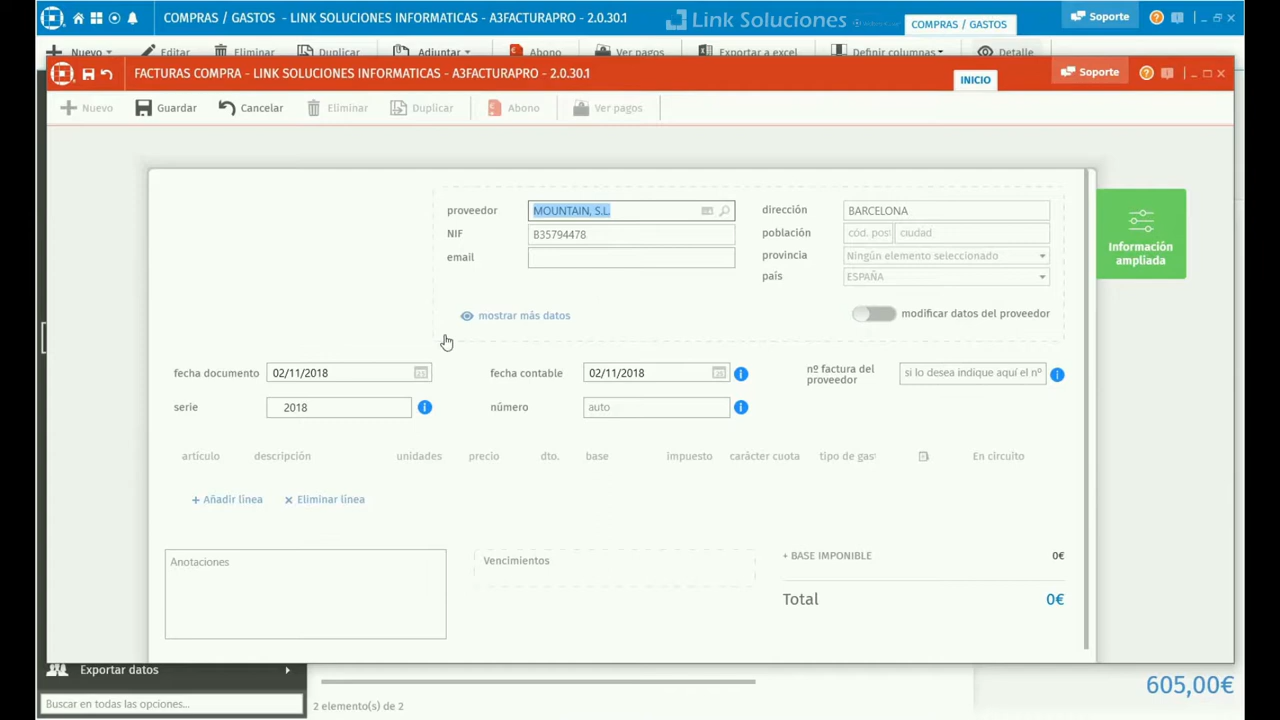 COMPRAS / GASTOS - LINK SOLUCIONES INFORMATICAS - A3FACTURAPRO - 2.0.30.1
Link Soluciones
COMPRAS / GASTOS
Soporte
Nuevo Editar Eliminar Duplicar Adjuntar Abono Ver pagos Exportar a excel Definir columnas Detalle
FACTURAS COMPRA - LINK SOLUCIONES INFORMATICAS - A3FACTURAPRO - 2.0.30.1
INICIO
Soporte
Nuevo Guardar Cancelar Eliminar Duplicar Abono Ver pagos
proveedor MOUNTAIN, S.L. dirección BARCELONA
NIF B35794478 población cód. pos ciudad
email provincia Ningún elemento seleccionado
país ESPAÑA
mostrar más datos modificar datos del proveedor
Información
ampliada
fecha documento 02/11/2018 fecha contable 02/11/2018 nº factura del
proveedor si lo desea indique aquí el nº
serie 2018 número auto
artículo descripción unidades precio dto. base impuesto carácter cuota tipo de gas En circuito
+ Añadir línea × Eliminar línea
Anotaciones Vencimientos + BASE IMPONIBLE 0€
Total 0€
Exportar datos
Buscar en todas las opciones...
2 elemento(s) de 2
605,00€